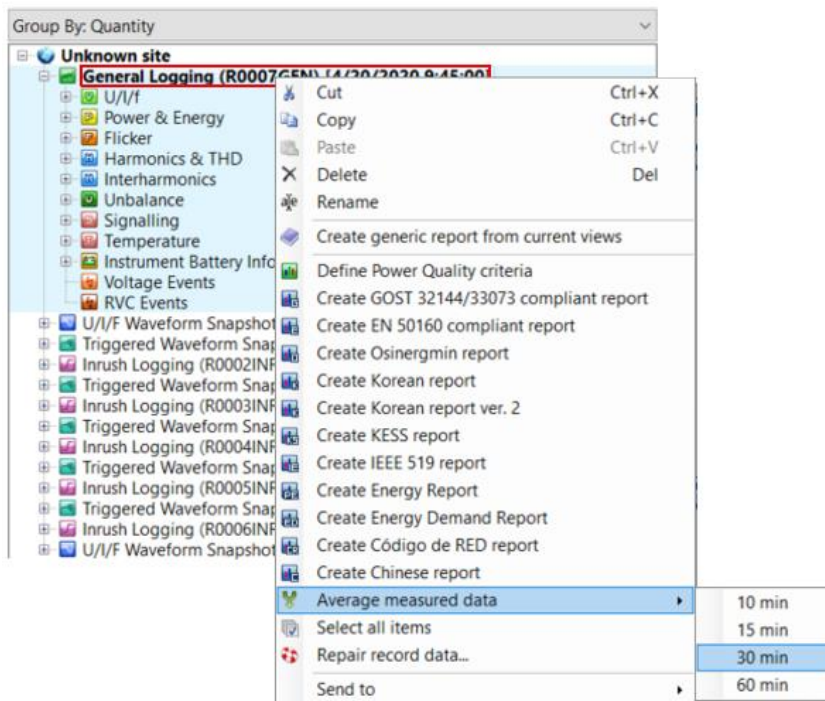 Group By: Quantity
Unknown site
General Logging (R0007GEN) [4/20/2020 9:45:00]
U/I/f
Power & Energy
Flicker
Harmonics & THD
Interharmonics
Unbalance
Signalling
Temperature
Instrument Battery Info
Voltage Events
RVC Events
U/I/F Waveform Snapshot
Triggered Waveform Snap
Inrush Logging (R0002INR
Triggered Waveform Snap
Inrush Logging (R0003INR
Triggered Waveform Snap
Inrush Logging (R0004INR
Triggered Waveform Snap
Inrush Logging (R0005INR
Triggered Waveform Snap
Inrush Logging (R0006INR
U/I/F Waveform Snapshot
Cut Ctrl+X
Copy Ctrl+C
Paste Ctrl+V
Delete Del
Rename
Create generic report from current views
Define Power Quality criteria
Create GOST 32144/33073 compliant report
Create EN 50160 compliant report
Create Osinergmin report
Create Korean report
Create Korean report ver. 2
Create KESS report
Create IEEE 519 report
Create Energy Report
Create Energy Demand Report
Create Código de RED report
Create Chinese report
Average measured data
Select all items
Repair record data...
Send to
10 min
15 min
30 min
60 min